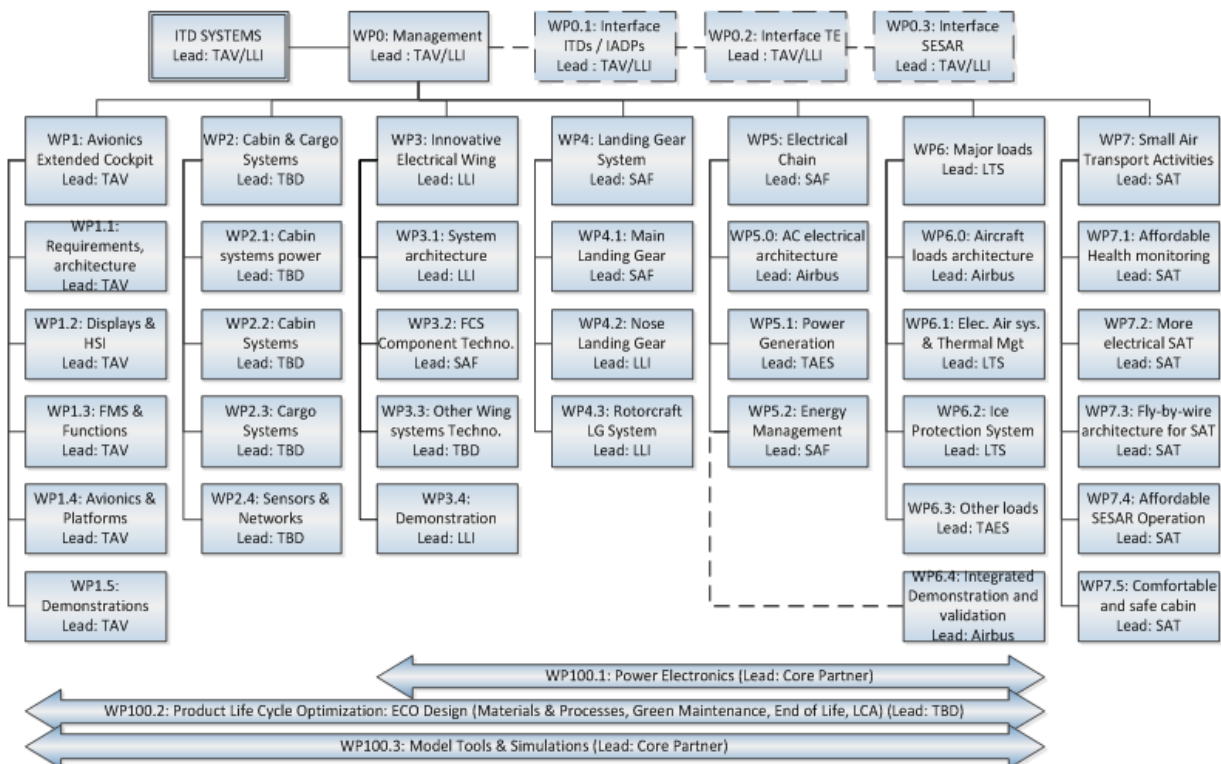 ITD SYSTEMS
Lead: TAV/LLI
WP0: Management
Lead : TAV/LLI
WP0.1: Interface
ITDs / IADPs
Lead : TAV/LLI
WP0.2: Interface TE
Lead : TAV/LLI
WP0.3: Interface
SESAR
Lead : TAV/LLI
WP1: Avionics
Extended Cockpit
Lead: TAV
WP1.1:
Requirements,
architecture
Lead: TAV
WP1.2: Displays &
HSI
Lead: TAV
WP1.3: FMS &
Functions
Lead: TAV
WP1.4: Avionics &
Platforms
Lead: TAV
WP1.5:
Demonstrations
Lead: TAV
WP2: Cabin & Cargo
Systems
Lead: TBD
WP2.1: Cabin
systems power
Lead: TBD
WP2.2: Cabin
Systems
Lead: TBD
WP2.3: Cargo
Systems
Lead: TBD
WP2.4: Sensors &
Networks
Lead: TBD
WP3: Innovative
Electrical Wing
Lead: LLI
WP3.1: System
architecture
Lead: LLI
WP3.2: FCS
Component Techno.
Lead: SAF
WP3.3: Other Wing
systems Techno.
Lead: TBD
WP3.4:
Demonstration
Lead: LLI
WP4: Landing Gear
System
Lead: SAF
WP4.1: Main
Landing Gear
Lead: SAF
WP4.2: Nose
Landing Gear
Lead: LLI
WP4.3: Rotorcraft
LG System
Lead: LLI
WP5: Electrical
Chain
Lead: SAF
WP5.0: AC electrical
architecture
Lead: Airbus
WP5.1: Power
Generation
Lead: TAES
WP5.2: Energy
Management
Lead: SAF
WP6: Major loads
Lead: LTS
WP6.0: Aircraft
loads architecture
Lead: Airbus
WP6.1: Elec. Air sys.
& Thermal Mgt
Lead: LTS
WP6.2: Ice
Protection System
Lead: LTS
WP6.3: Other loads
Lead: TAES
WP6.4: Integrated
Demonstration and
validation
Lead: Airbus
WP7: Small Air
Transport Activities
Lead: SAT
WP7.1: Affordable
Health monitoring
Lead: SAT
WP7.2: More
electrical SAT
Lead: SAT
WP7.3: Fly-by-wire
architecture for SAT
Lead: SAT
WP7.4: Affordable
SESAR Operation
Lead: SAT
WP7.5: Comfortable
and safe cabin
Lead: SAT
WP100.1: Power Electronics (Lead: Core Partner)
WP100.2: Product Life Cycle Optimization: ECO Design (Materials & Processes, Green Maintenance, End of Life, LCA) (Lead: TBD)
WP100.3: Model Tools & Simulations (Lead: Core Partner)